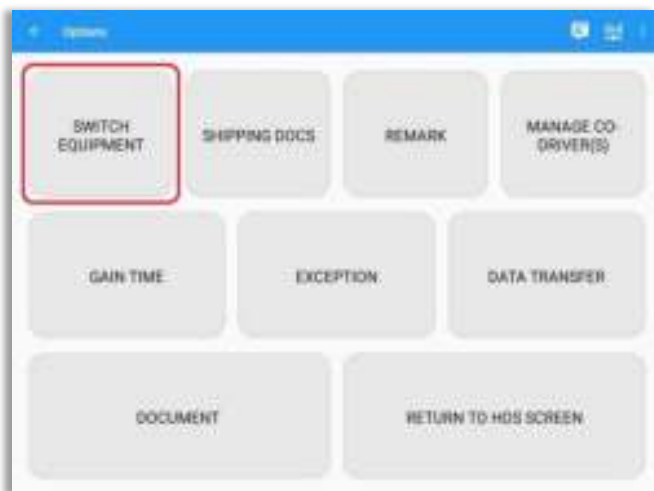 Options
SWITCH
EQUIPMENT
SHIPPING DOCS
REMARK
MANAGE CO-
DRIVER(S)
GAIN TIME
EXCEPTION
DATA TRANSFER
DOCUMENT
RETURN TO HOS SCREEN